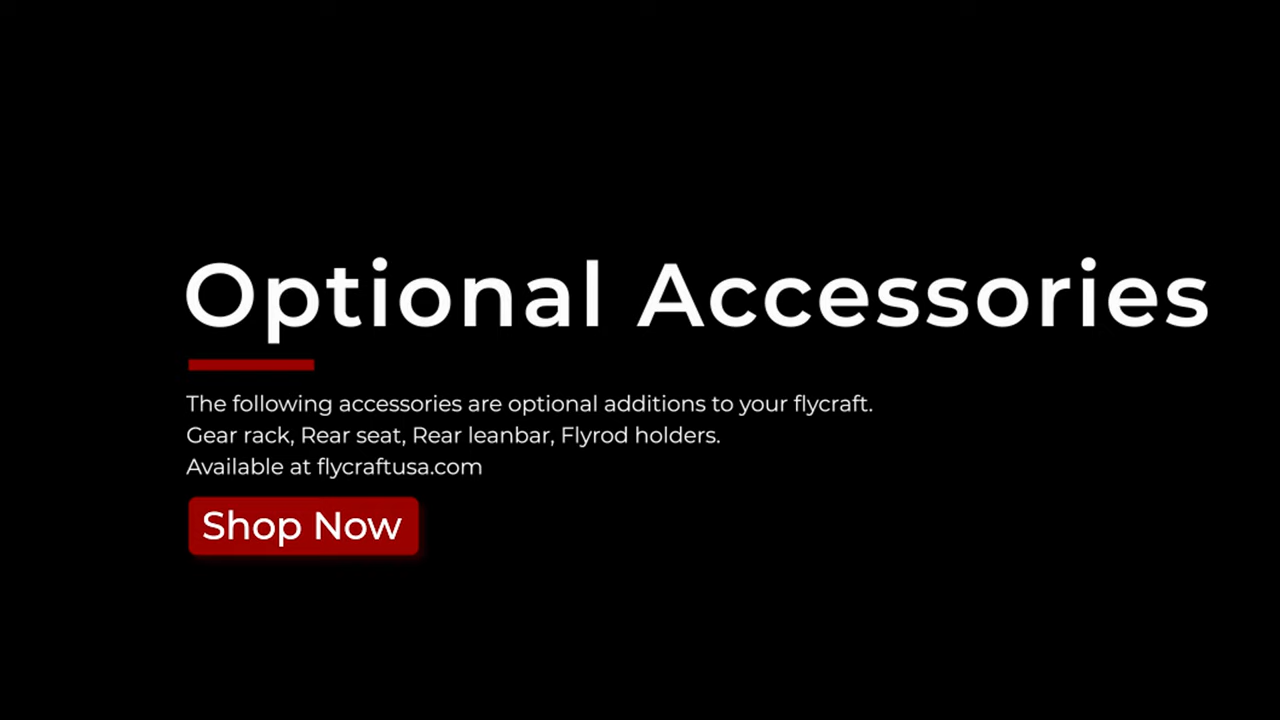 Optional Accessories
The following accessories are optional additions to your flycraft.
Gear rack, Rear seat, Rear leanbar, Flyrod holders.
Available at flycraftusa.com
Shop Now